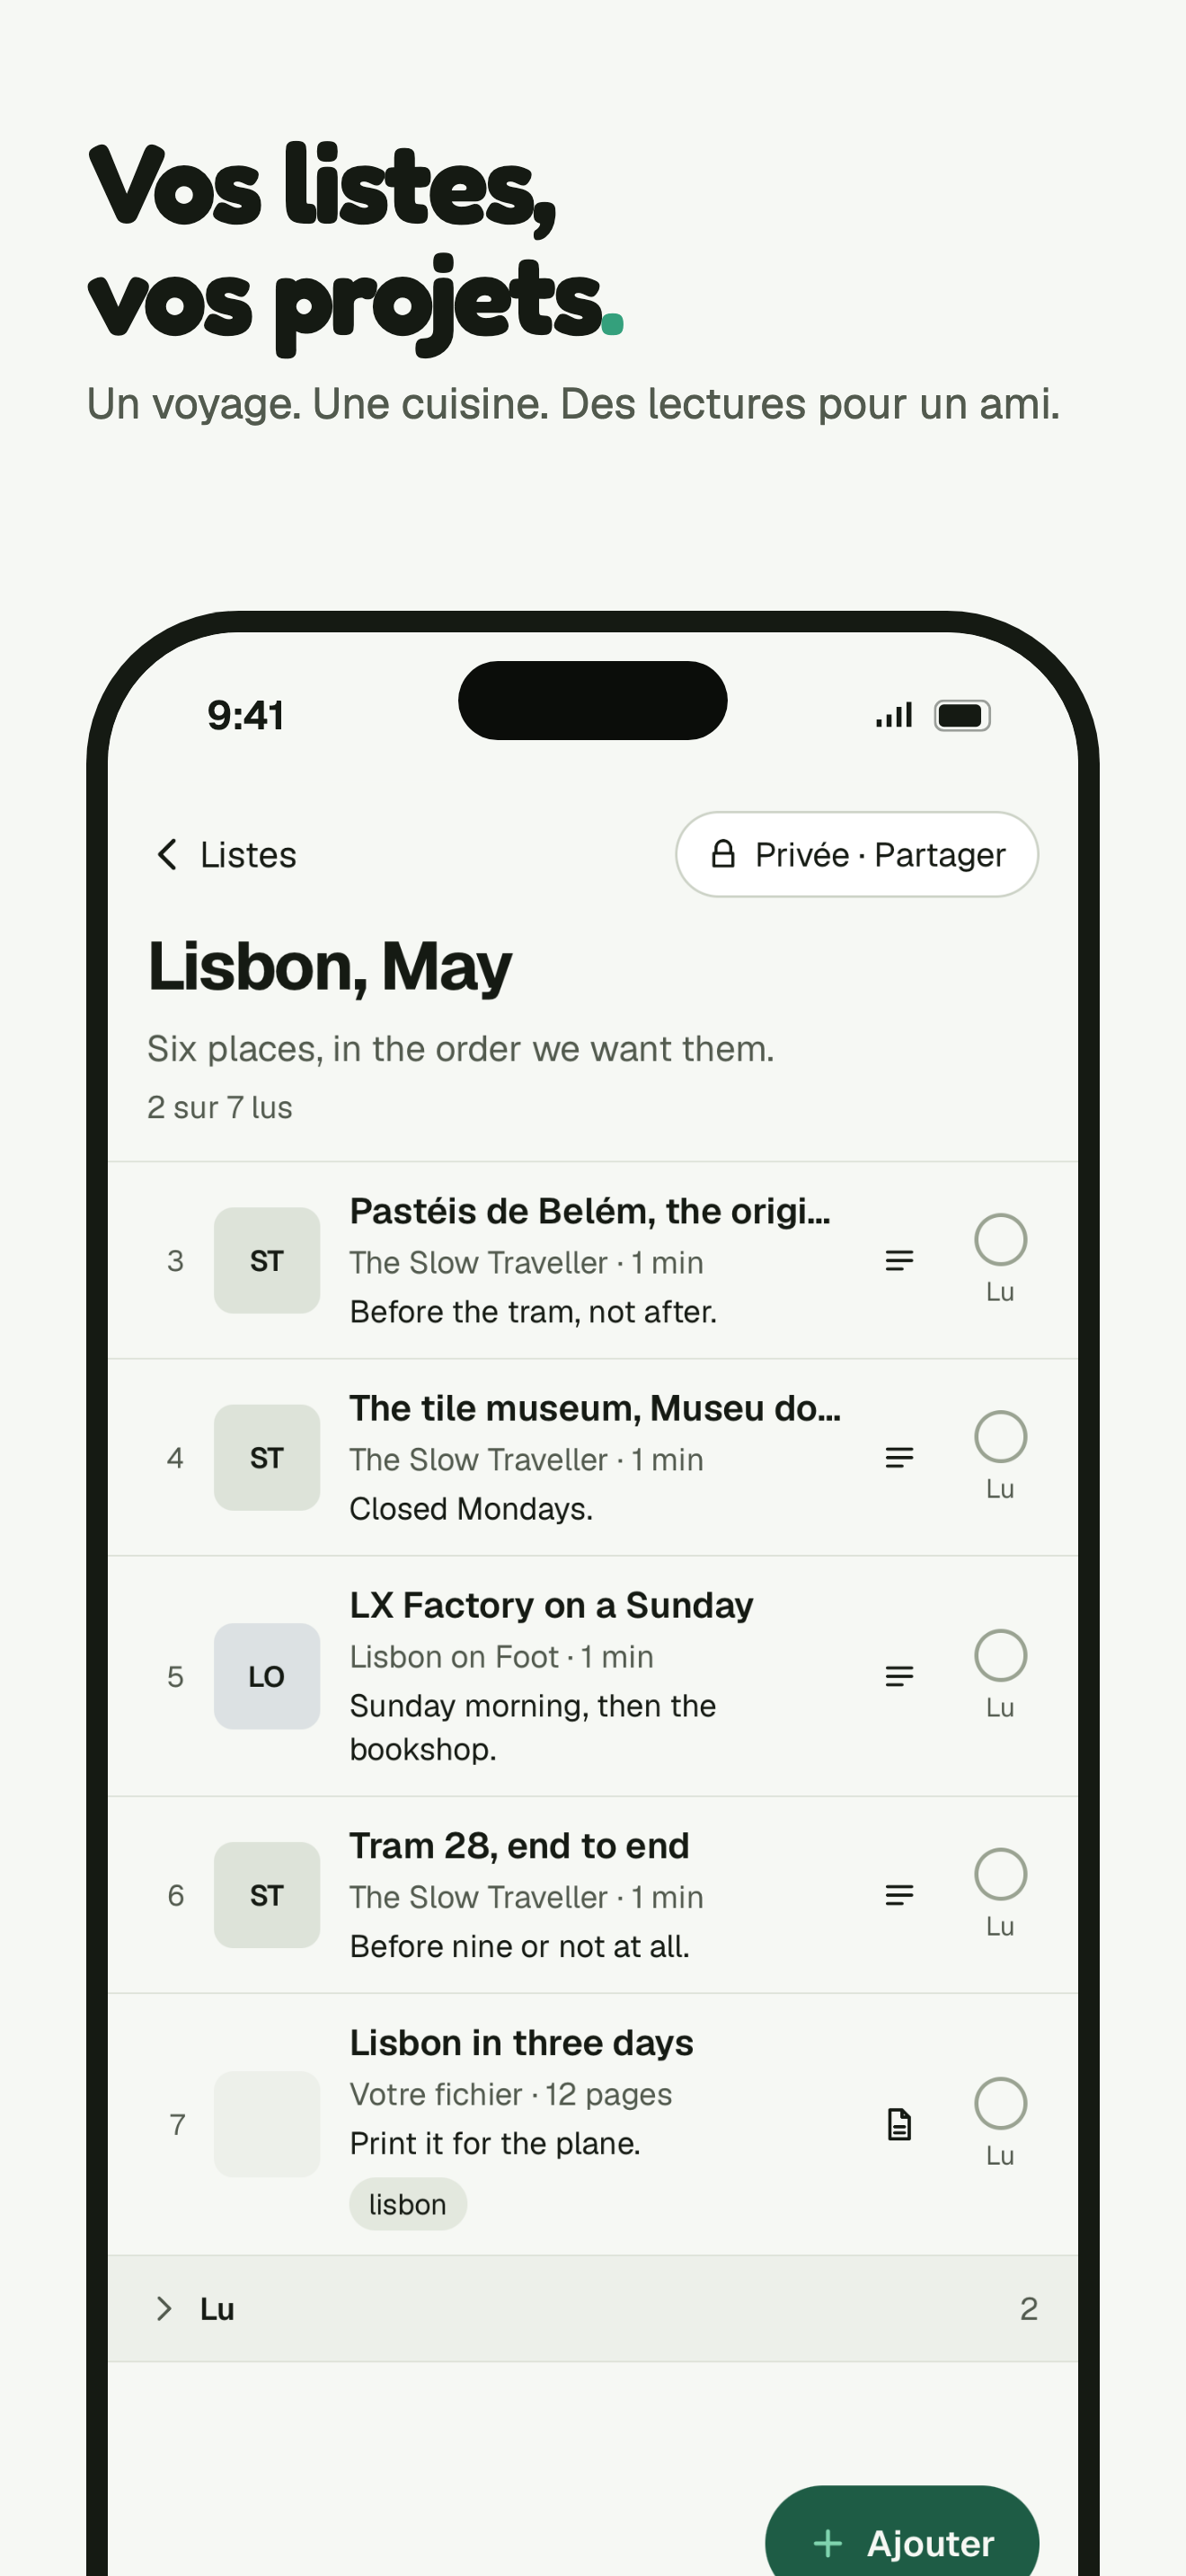 Vos listes,
vos projets.
Un voyage. Une cuisine. Des lectures pour un ami.
9:41
Listes
Privée · Partager
Lisbon, May
Six places, in the order we want them.
2 sur 7 lus
3
ST
Pastéis de Belém, the origi...
The Slow Traveller · 1 min
Before the tram, not after.
Lu
4
ST
The tile museum, Museu do...
The Slow Traveller · 1 min
Closed Mondays.
Lu
5
LO
LX Factory on a Sunday
Lisbon on Foot · 1 min
Sunday morning, then the
bookshop.
Lu
6
ST
Tram 28, end to end
The Slow Traveller · 1 min
Before nine or not at all.
Lu
7
Lisbon in three days
Votre fichier · 12 pages
Print it for the plane.
lisbon
Lu
Lu
2
+ Ajouter